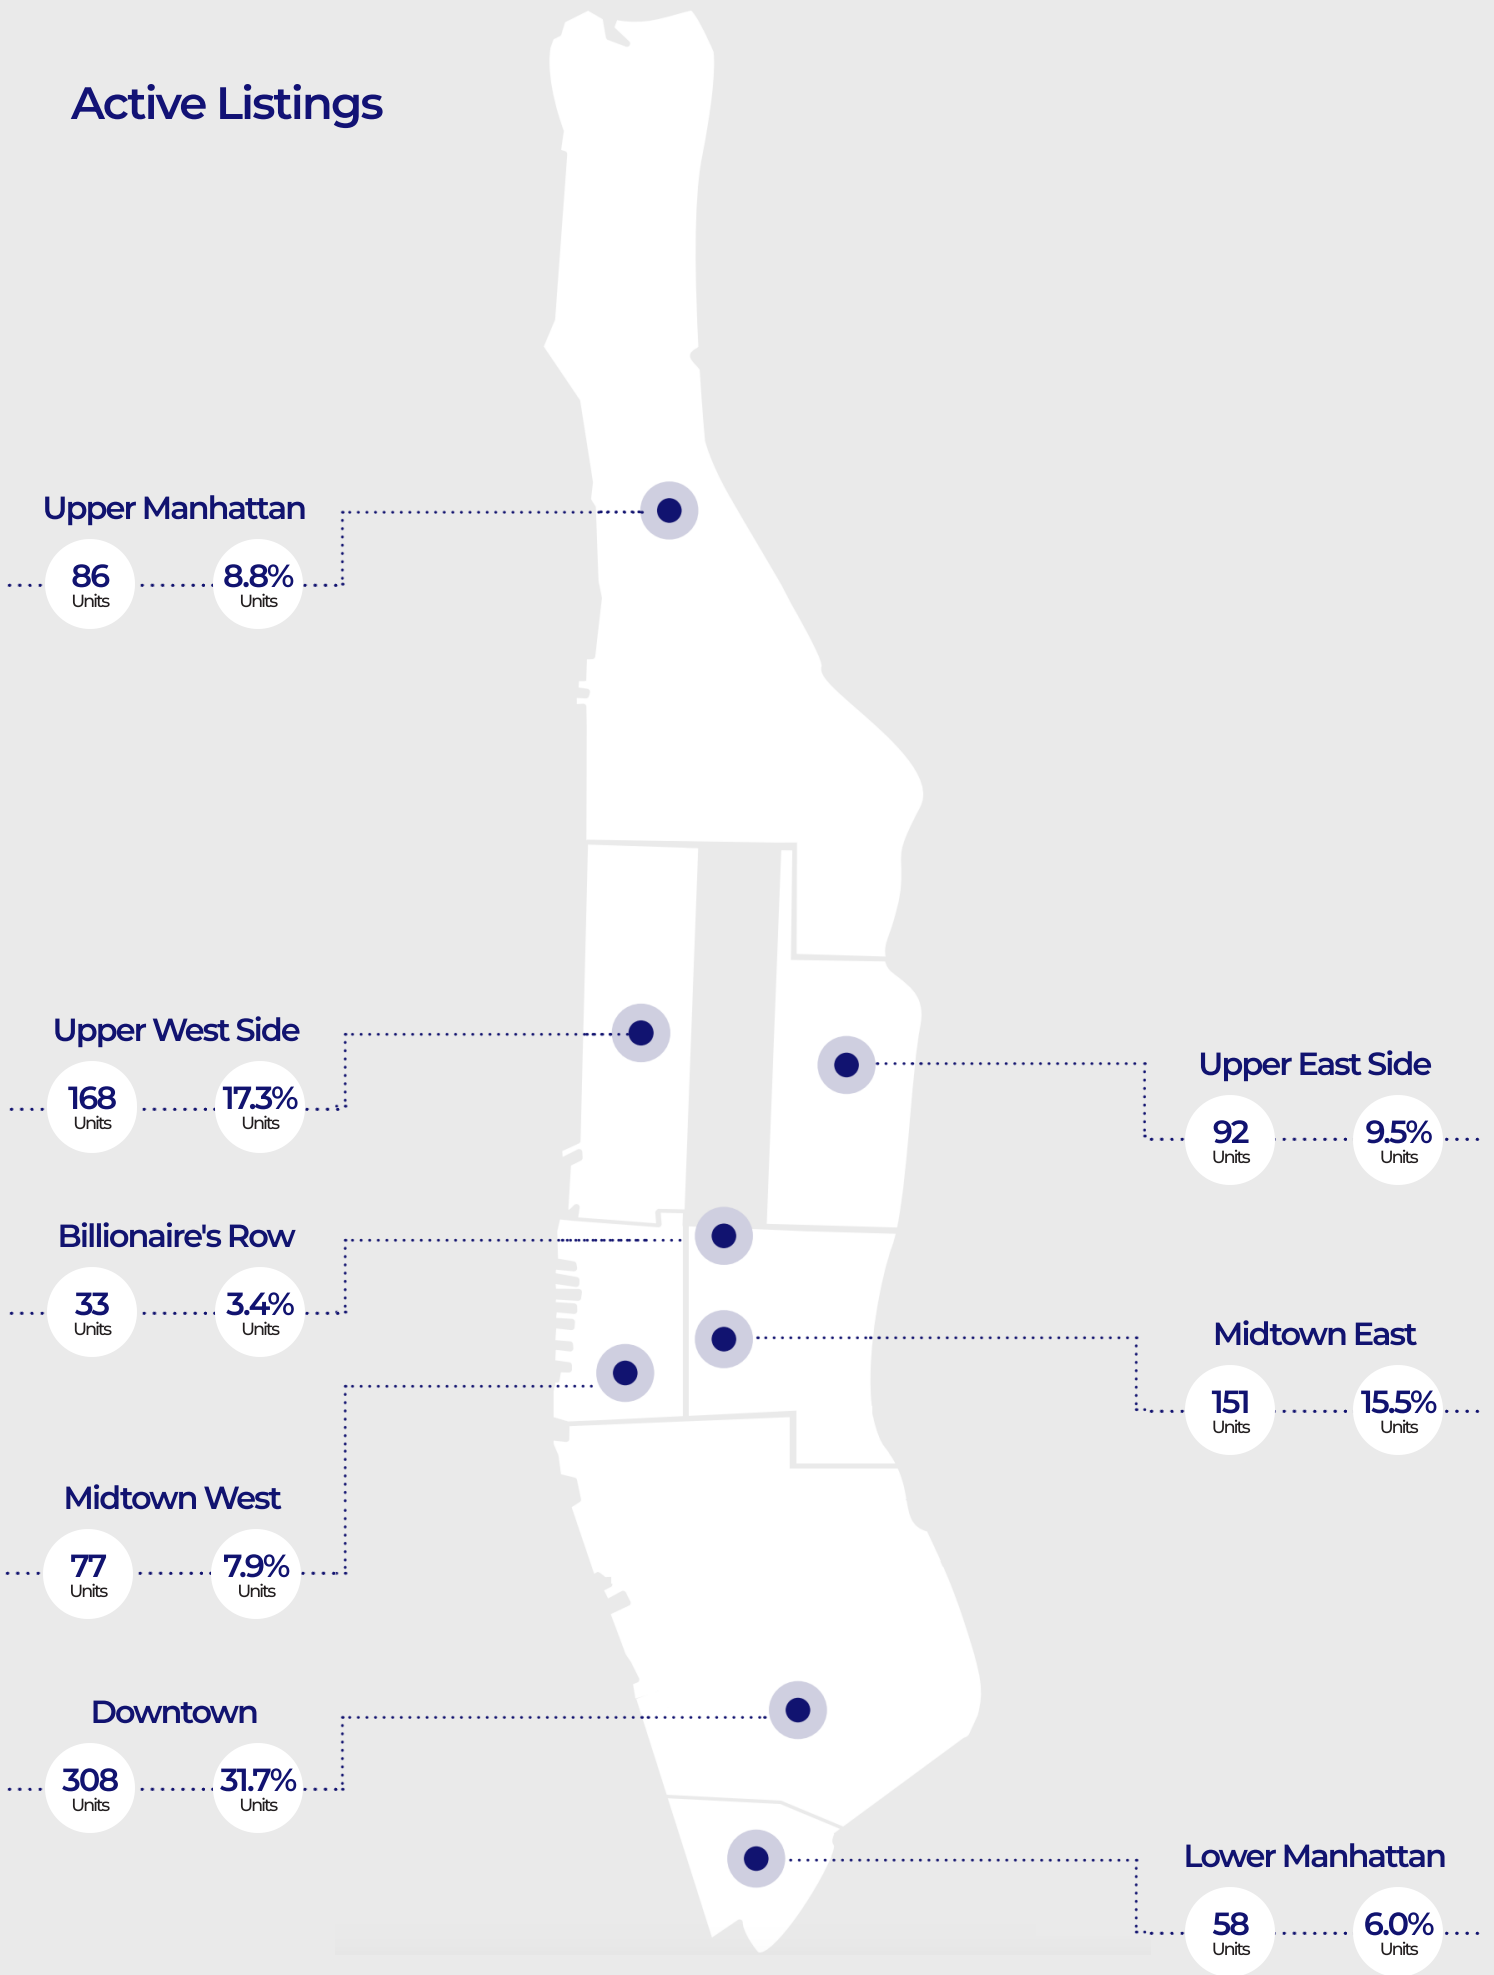 Active Listings
Upper Manhattan
86
Units
8.8%
Units
Upper West Side
168
Units
17.3%
Units
Upper East Side
92
Units
9.5%
Units
Billionaire's Row
33
Units
3.4%
Units
Midtown East
151
Units
15.5%
Units
Midtown West
77
Units
7.9%
Units
Downtown
308
Units
31.7%
Units
Lower Manhattan
58
Units
6.0%
Units